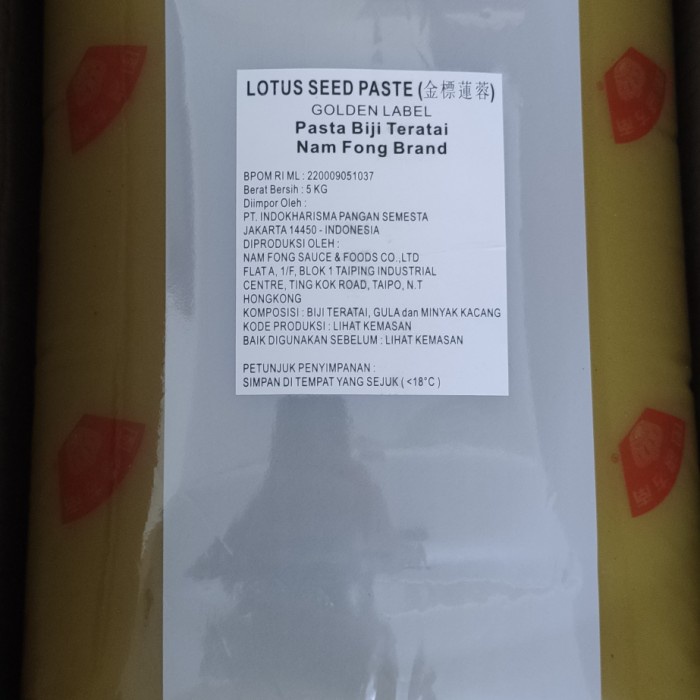 LOTUS SEED PASTE (金標蓮蓉)
GOLDEN LABEL
Pasta Biji Teratai
Nam Fong Brand
BPOM RI ML : 220009051037
Berat Bersih : 5 KG
Diimpor Oleh :
PT. INDOKHARISMA PANGAN SEMESTA
JAKARTA 14450 - INDONESIA
DIPRODUKSI OLEH :
NAM FONG SAUCE & FOODS CO.,LTD
FLAT A, 1/F, BLOK 1 TAIPING INDUSTRIAL
CENTRE, TING KOK ROAD, TAIPO, N.T
HONGKONG
KOMPOSISI : BIJI TERATAI, GULA dan MINYAK KACANG
KODE PRODUKSI : LIHAT KEMASAN
BAIK DIGUNAKAN SEBELUM : LIHAT KEMASAN
PETUNJUK PENYIMPANAN :
SIMPAN DI TEMPAT YANG SEJUK ( <18°C )